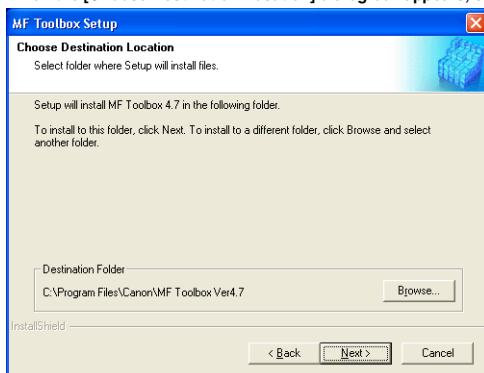 MF Toolbox Setup
Choose Destination Location
Select folder where Setup will install files.
Setup will install MF Toolbox 4.7 in the following folder.
To install to this folder, click Next. To install to a different folder, click Browse and select
another folder.
Destination Folder
C:\Program Files\Canon\MF Toolbox Ver4.7
Browse...
InstallShield
< Back
Next >
Cancel